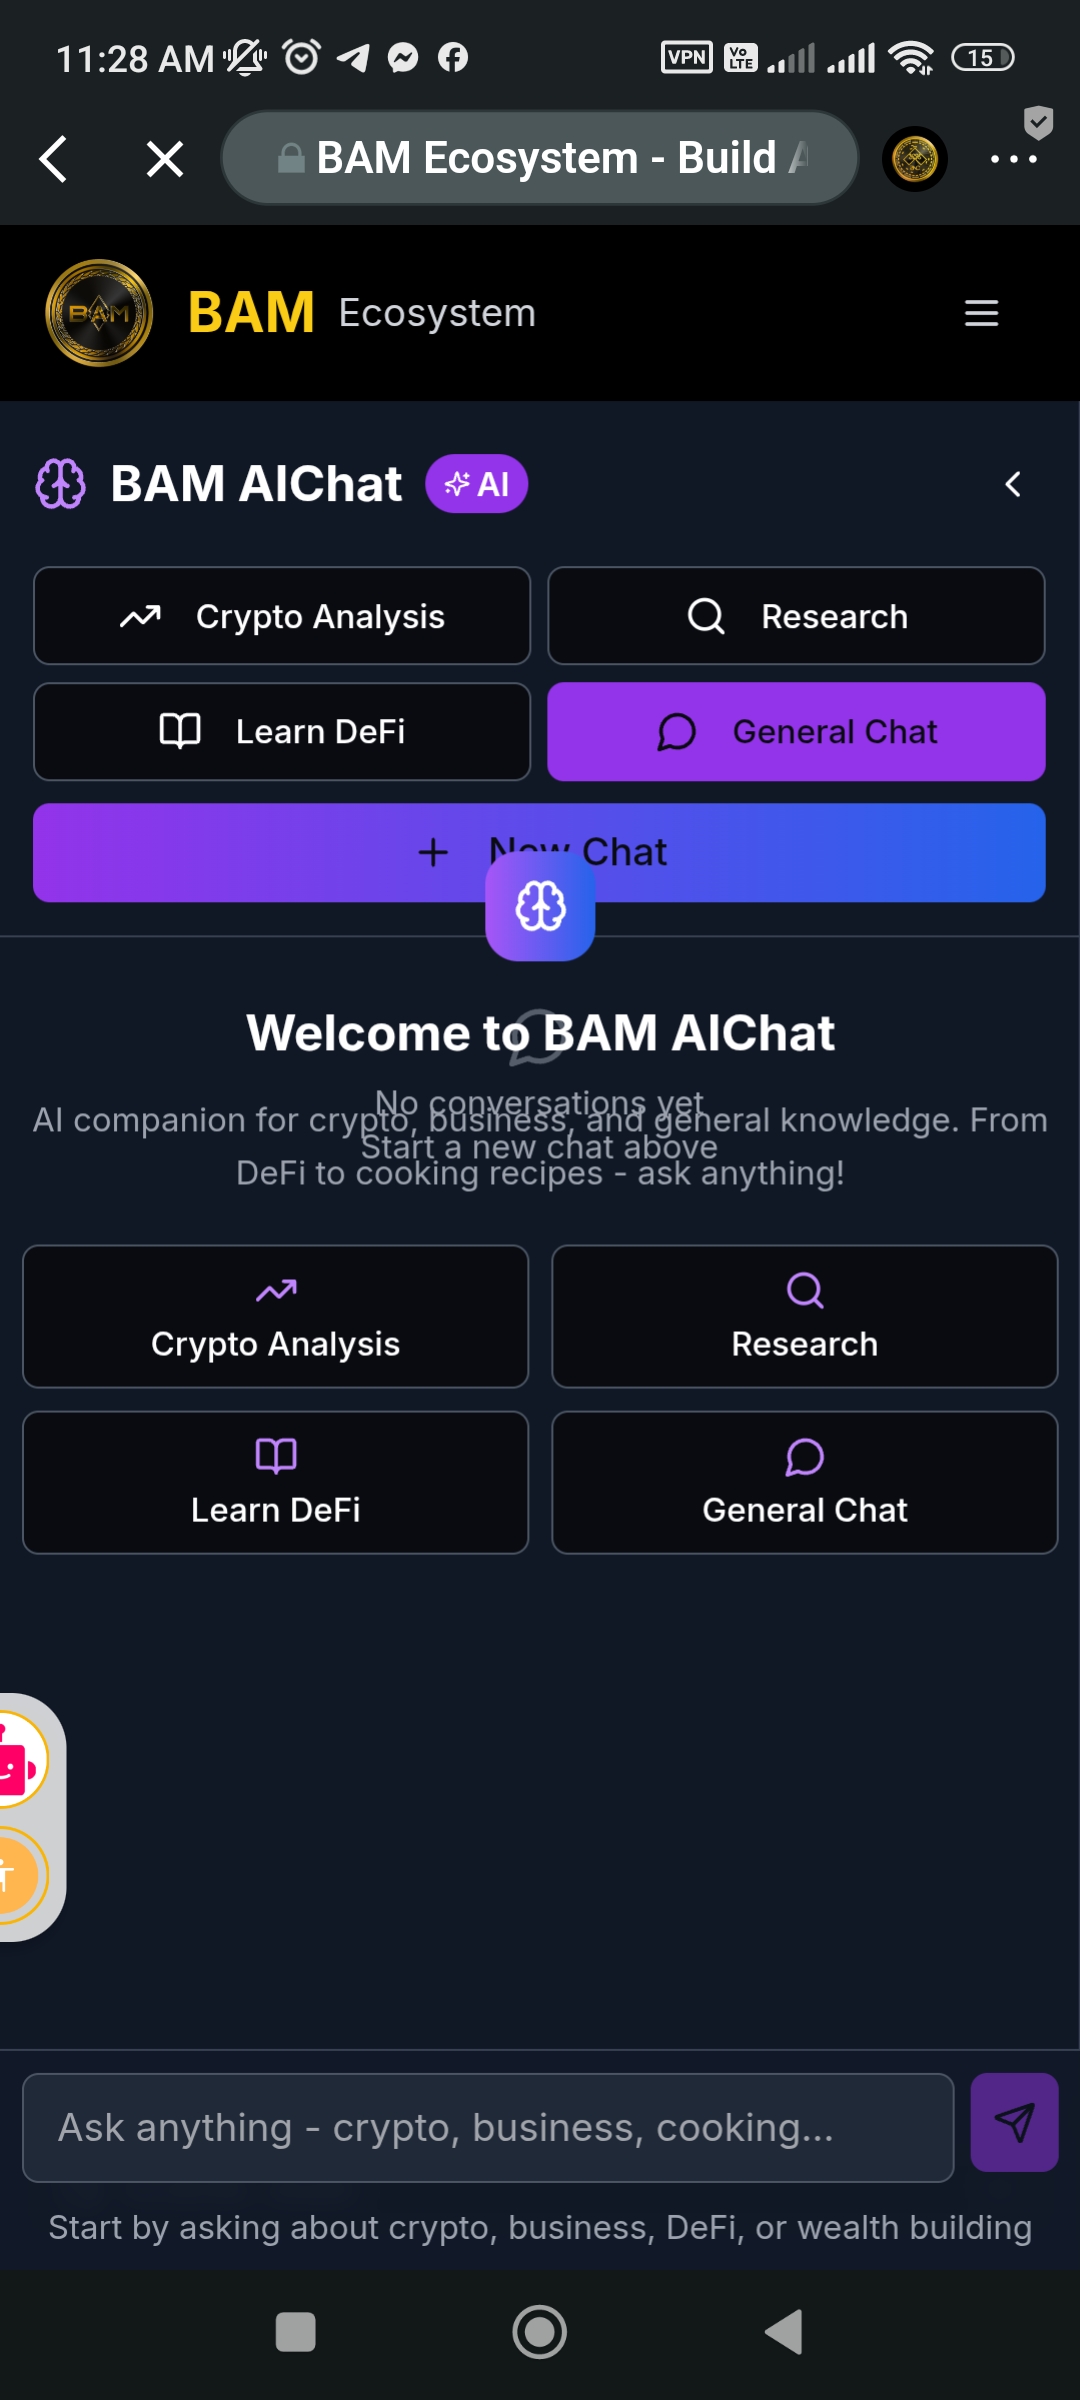 11:28 AM
VPN
Vo LTE
15
BAM Ecosystem - Build A
BAM
BAM Ecosystem
BAM AIChat
AI
Crypto Analysis
Research
Learn DeFi
General Chat
New Chat
Welcome to BAM AIChat
No conversations yet
AI companion for crypto, business, and general knowledge. From
Start a new chat above
DeFi to cooking recipes - ask anything!
Crypto Analysis
Research
Learn DeFi
General Chat
Ask anything - crypto, business, cooking...
Start by asking about crypto, business, DeFi, or wealth building